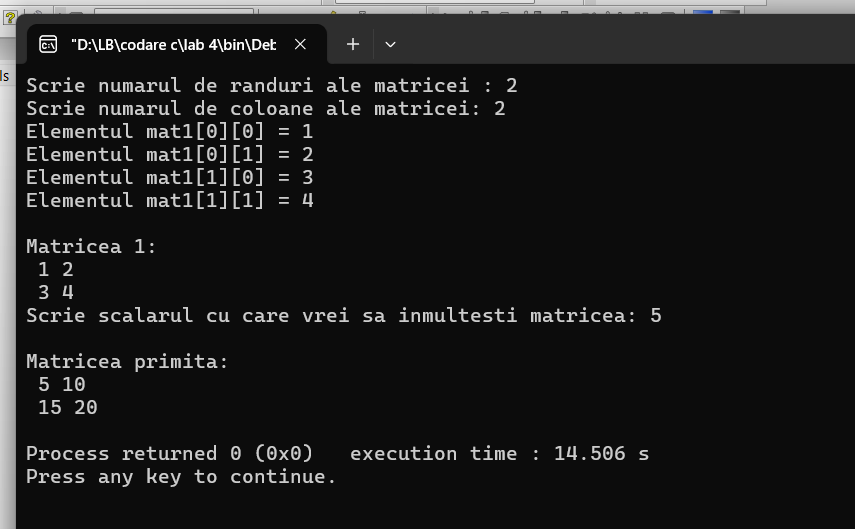 "D:\LB\codare c\lab 4\bin\Deb
ls
Scrie numarul de randuri ale matricei : 2
Scrie numarul de coloane ale matricei: 2
Elementul mat1[0][0] = 1
Elementul mat1[0][1] = 2
Elementul mat1[1][0] = 3
Elementul mat1[1][1] = 4
Matricea 1:
1 2
3 4
Scrie scalarul cu care vrei sa inmultesti matricea: 5
Matricea primita:
5 10
15 20
Process returned 0 (0x0)   execution time : 14.506 s
Press any key to continue.